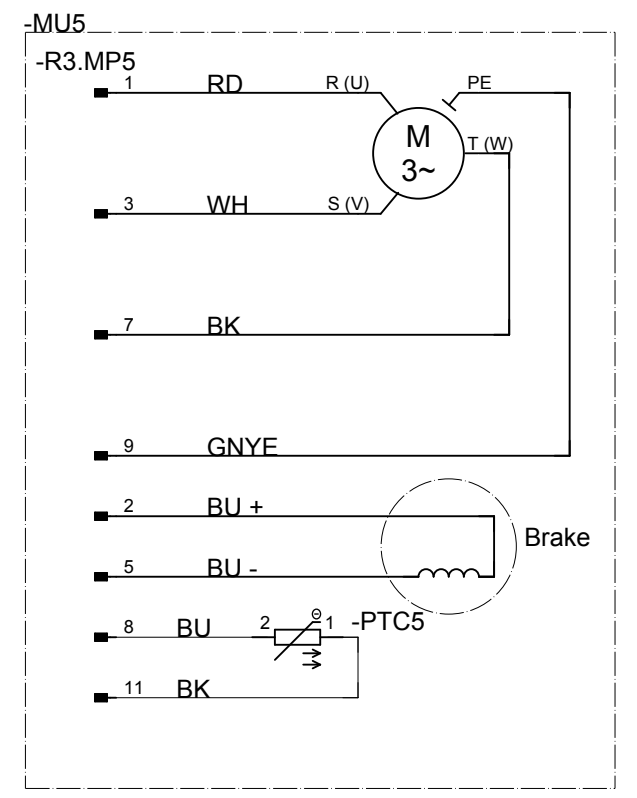 -MU5
-R3.MP5
1 RD R (U) PE
M
3~
T (W)
3 WH S (V)
7 BK
9 GNYE
2 BU +
Brake
5 BU -
8 BU 2 1 -PTC5
11 BK